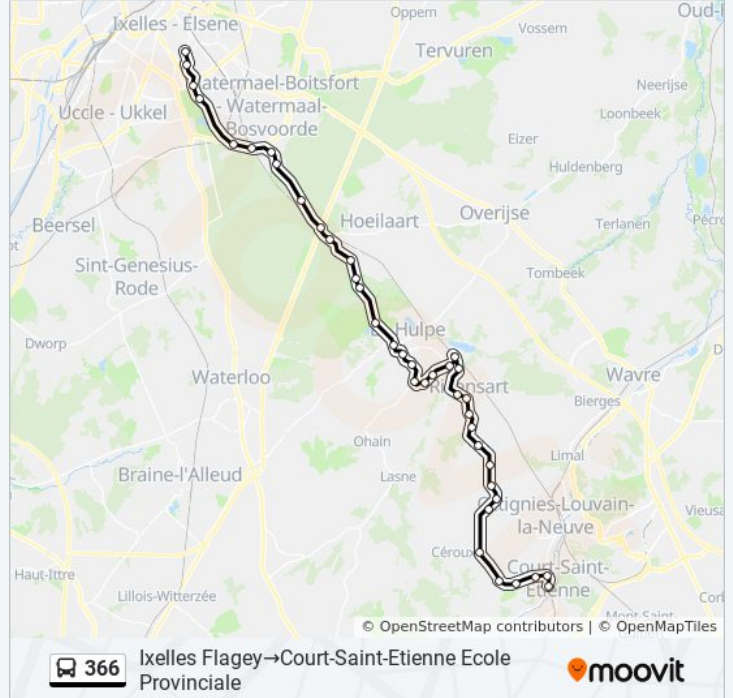 Oppem
Oud-
Ixelles - Elsene
Vossem
Tervuren
atermael-Boitsfort
- Watermaal-
Bosvoorde
Neerijse
Loonbeek
Uccle - Ukkel
Eizer
Huldenberg
Beersel
Hoeilaart
Overijse
Terlanen
Pécro
Sint-Genesius-
Rode
Tombeek
Dworp
Hulpe
Waterloo
Wavre
Bierges
Ohain
Limal
Braine-l'Alleud
Lasne
Ottignies-Louvain-
la-Neuve
Vieusa
Céroux
Haut-Ittre
Court-Saint-
Etienne
Lillois-Witterzée
Corb
Mont-Saint-
© OpenStreetMap contributors | © OpenMapTiles
366
Ixelles Flagey→Court-Saint-Etienne Ecole
Provinciale
moovit